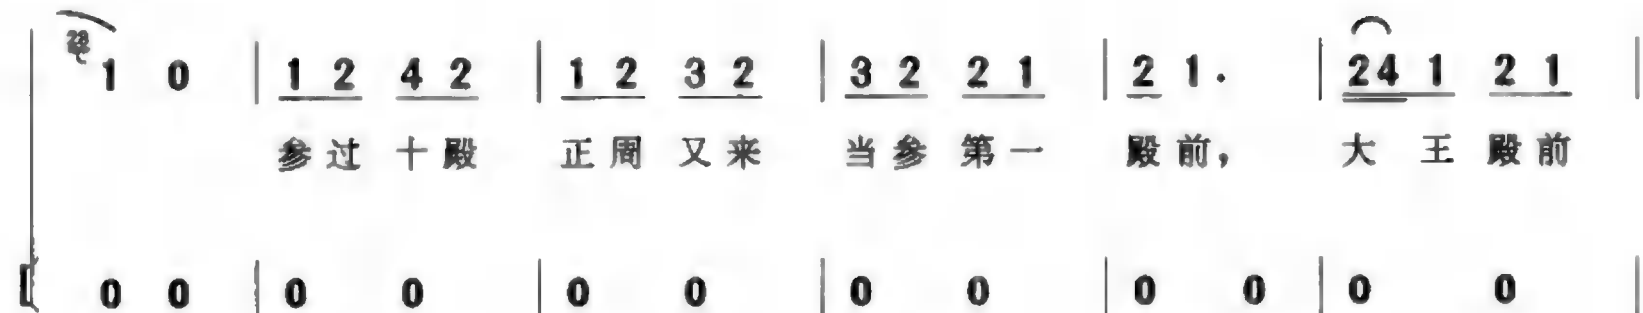 23 1 0 | 1 2 4 2 | 1 2 3 2 | 3 2 2 1 | 2 1. | 24 1 2 1 |
参过十殿 正周又来 当参第一 殿前， 大王殿前
0 0 | 0 0 | 0 0 | 0 0 | 0 0 | 0 0 |